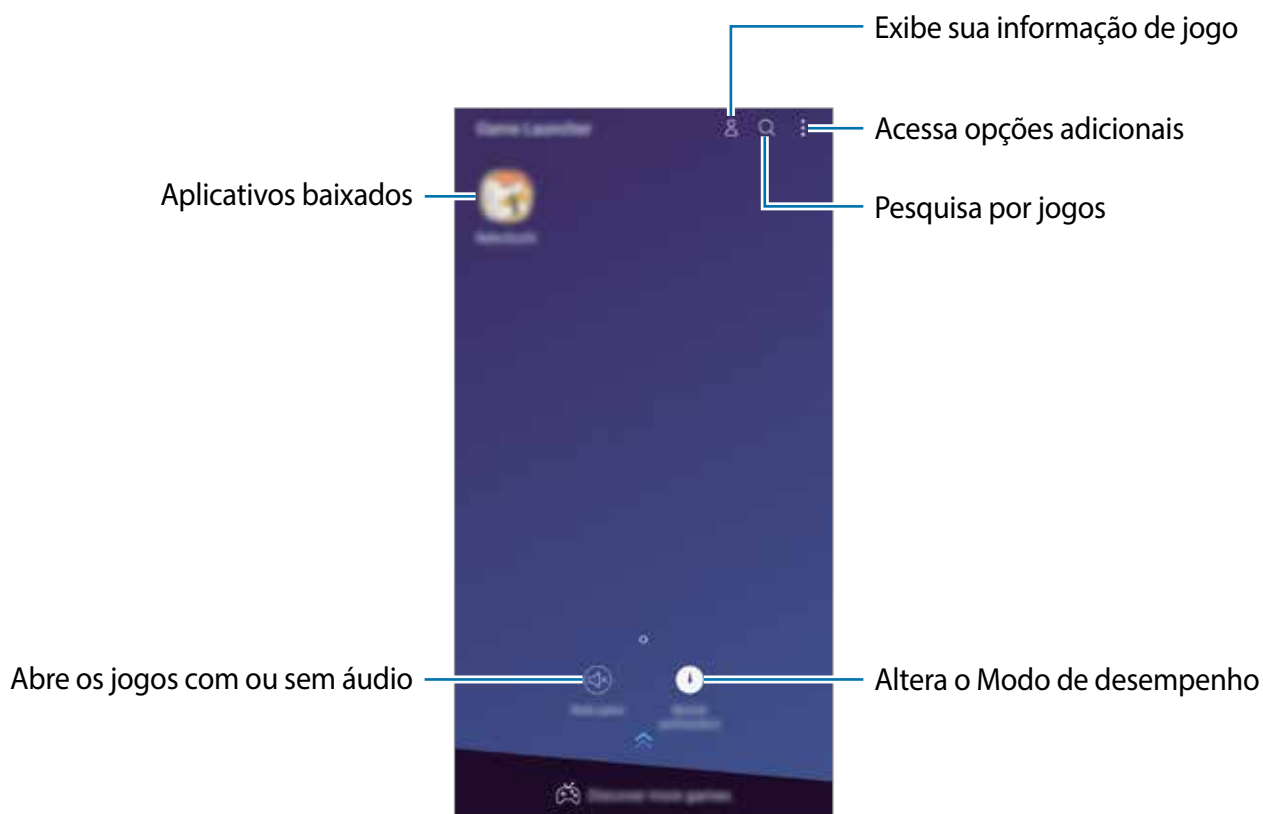 Exibe sua informação de jogo
Game Launcher
Acessa opções adicionais
Aplicativos baixados
Pesquisa por jogos
Abre os jogos com ou sem áudio
Altera o Modo de desempenho
Discover more games